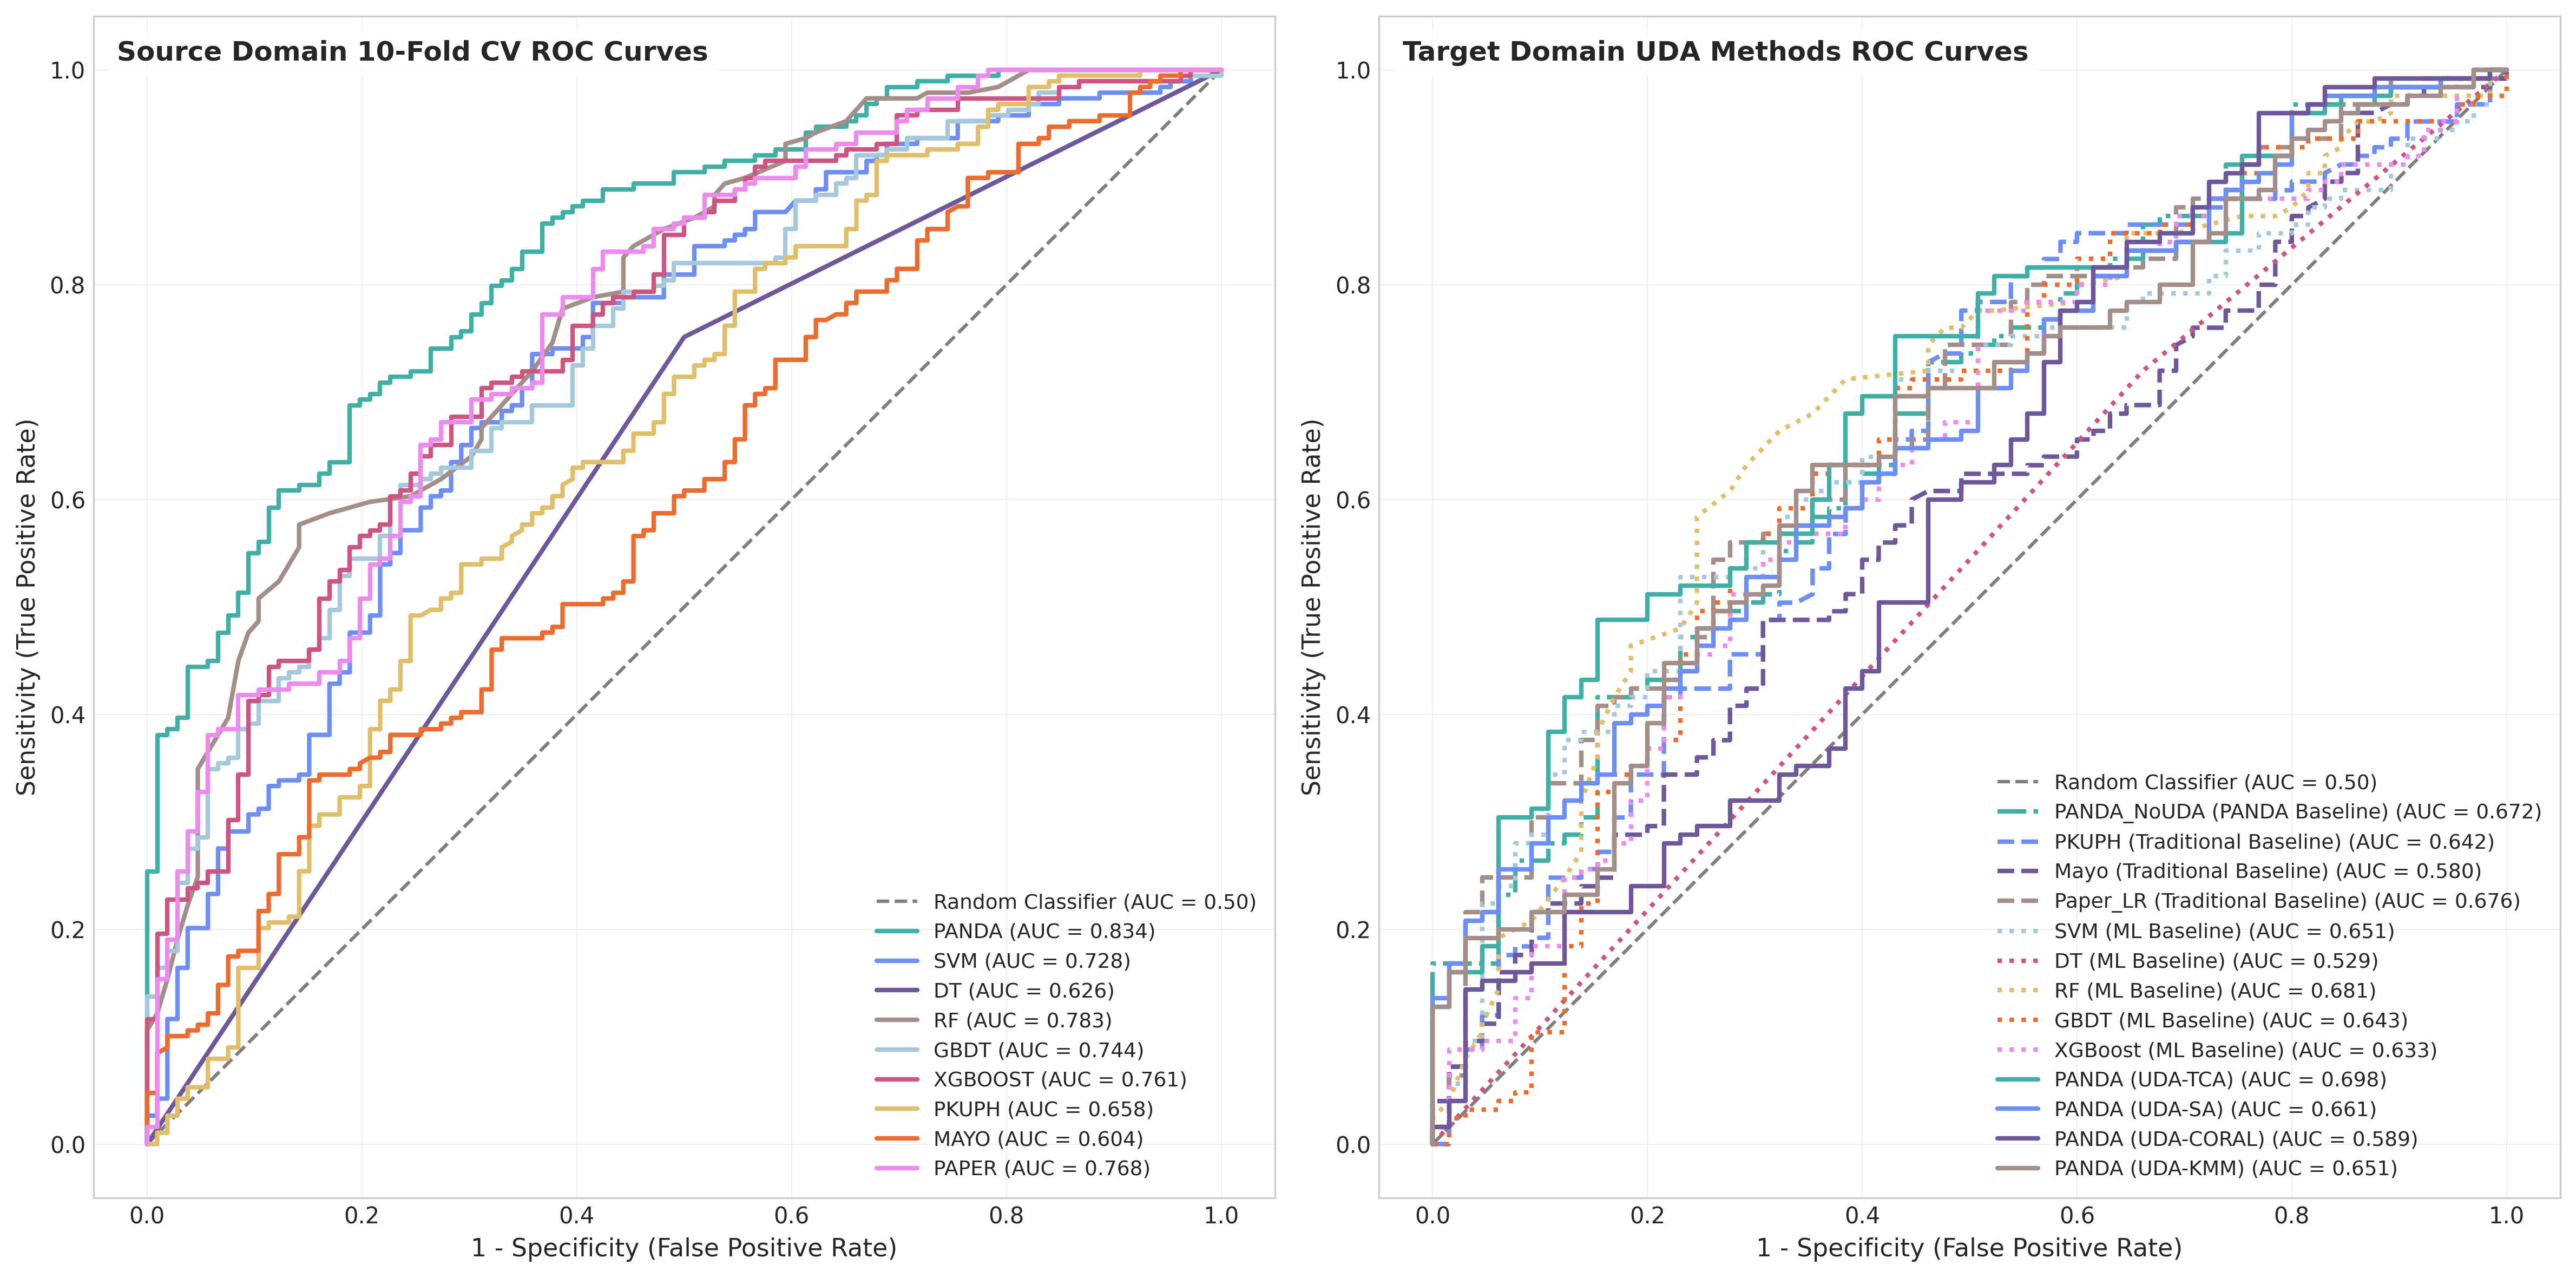 Source Domain 10-Fold CV ROC Curves
Sensitivity (True Positive Rate)
1.0
0.8
0.6
0.4
0.2
0.0
Random Classifier (AUC = 0.50)
PANDA (AUC = 0.834)
SVM (AUC = 0.728)
DT (AUC = 0.626)
RF (AUC = 0.783)
GBDT (AUC = 0.744)
XGBOOST (AUC = 0.761)
PKUPH (AUC = 0.658)
MAYO (AUC = 0.604)
PAPER (AUC = 0.768)
0.0 0.2 0.4 0.6 0.8 1.0
1 - Specificity (False Positive Rate)
Target Domain UDA Methods ROC Curves
Sensitivity (True Positive Rate)
1.0
0.8
0.6
0.4
0.2
0.0
Random Classifier (AUC = 0.50)
PANDA_NoUDA (PANDA Baseline) (AUC = 0.672)
PKUPH (Traditional Baseline) (AUC = 0.642)
Mayo (Traditional Baseline) (AUC = 0.580)
Paper_LR (Traditional Baseline) (AUC = 0.676)
SVM (ML Baseline) (AUC = 0.651)
DT (ML Baseline) (AUC = 0.529)
RF (ML Baseline) (AUC = 0.681)
GBDT (ML Baseline) (AUC = 0.643)
XGBoost (ML Baseline) (AUC = 0.633)
PANDA (UDA-TCA) (AUC = 0.698)
PANDA (UDA-SA) (AUC = 0.661)
PANDA (UDA-CORAL) (AUC = 0.589)
PANDA (UDA-KMM) (AUC = 0.651)
0.0 0.2 0.4 0.6 0.8 1.0
1 - Specificity (False Positive Rate)